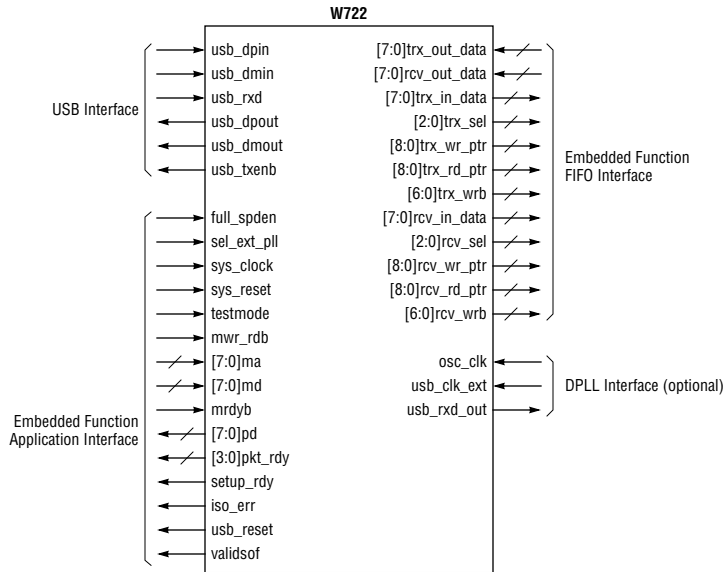 W722
USB Interface
usb_dpin
usb_dmin
usb_rxd
usb_dpout
usb_dmout
usb_txenb
Embedded Function
Application Interface
full_spden
sel_ext_pll
sys_clock
sys_reset
testmode
mwr_rdb
[7:0]ma
[7:0]md
mrdyb
[7:0]pd
[3:0]pkt_rdy
setup_rdy
iso_err
usb_reset
validsof
[7:0]trx_out_data
[7:0]rcv_out_data
[7:0]trx_in_data
[2:0]trx_sel
[8:0]trx_wr_ptr
[8:0]trx_rd_ptr
[6:0]trx_wrb
[7:0]rcv_in_data
[2:0]rcv_sel
[8:0]rcv_wr_ptr
[8:0]rcv_rd_ptr
[6:0]rcv_wrb
Embedded Function
FIFO Interface
osc_clk
usb_clk_ext
usb_rxd_out
DPLL Interface (optional)